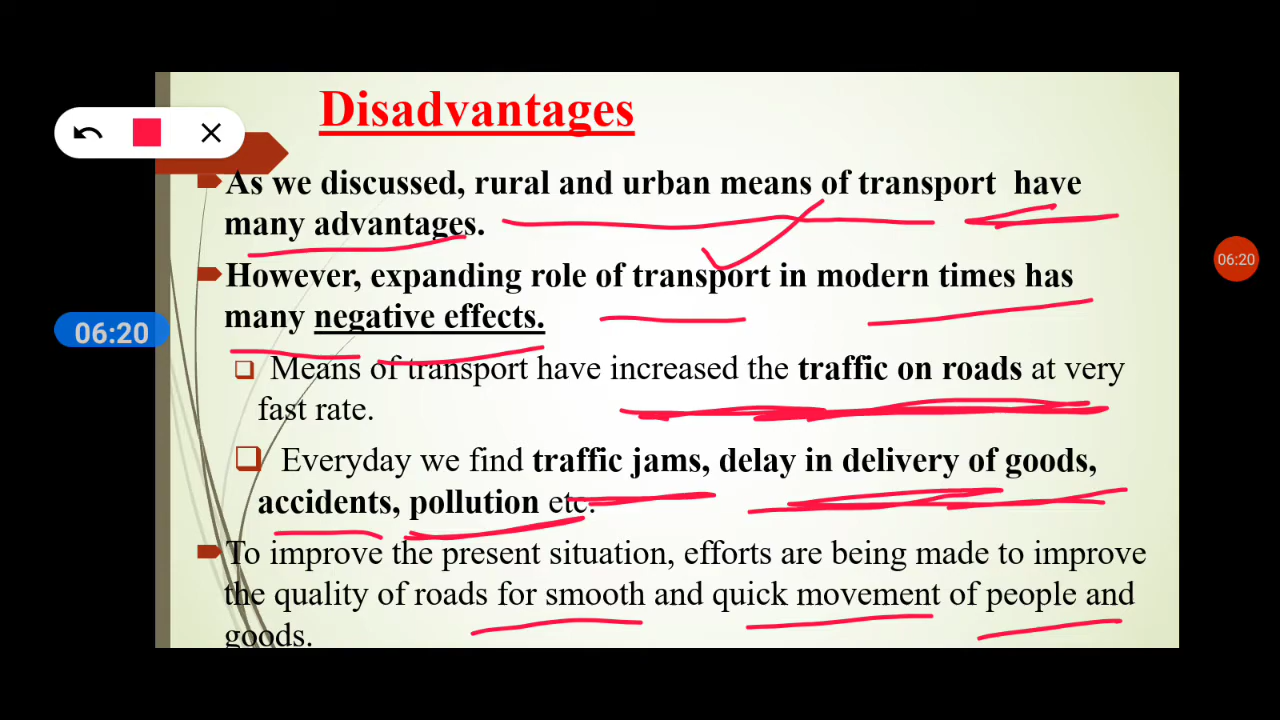 Disadvantages
As we discussed, rural and urban means of transport have
many advantages.
However, expanding role of transport in modern times has
many negative effects.
Means of transport have increased the traffic on roads at very
fast rate.
Everyday we find traffic jams, delay in delivery of goods,
accidents, pollution etc.
To improve the present situation, efforts are being made to improve
the quality of roads for smooth and quick movement of people and
goods.
06:20
06:20